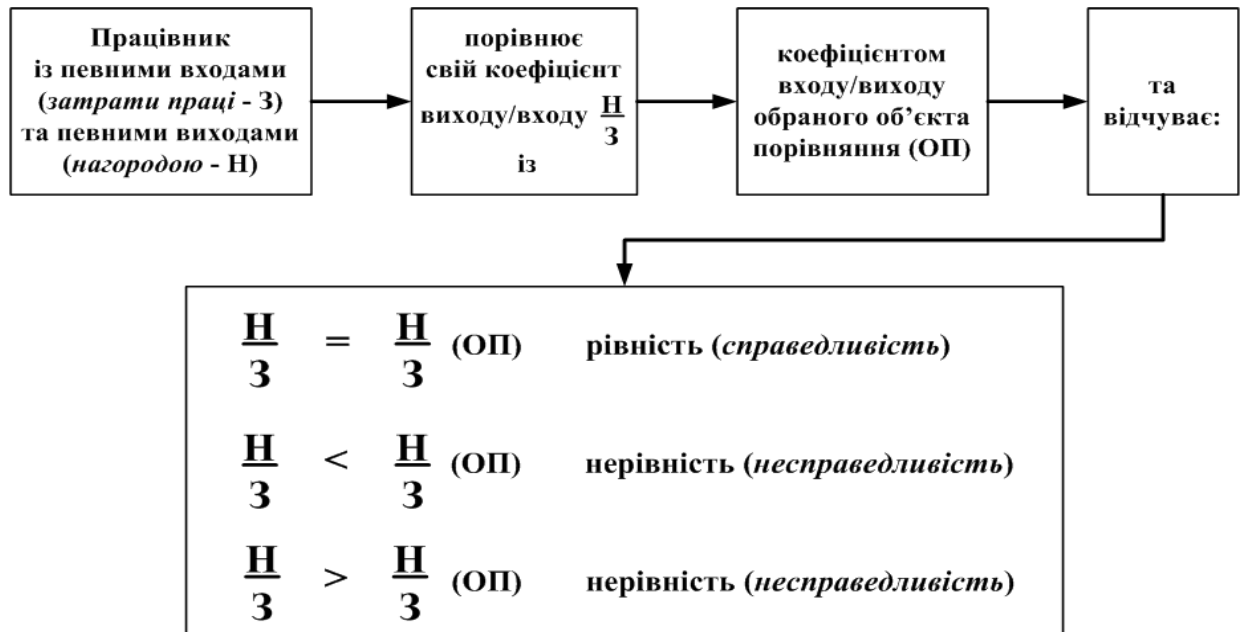 Працівник
із певними входами
(затрати праці - З)
та певними виходами
(нагородою - Н)
порівнює
свій коефіцієнт
виходу/входу Н/З
із
коефіцієнтом
входу/виходу
обраного об’єкта
порівняння (ОП)
та
відчуває:
Н/З = Н/З (ОП) рівність (справедливість)
Н/З < Н/З (ОП) нерівність (несправедливість)
Н/З > Н/З (ОП) нерівність (несправедливість)